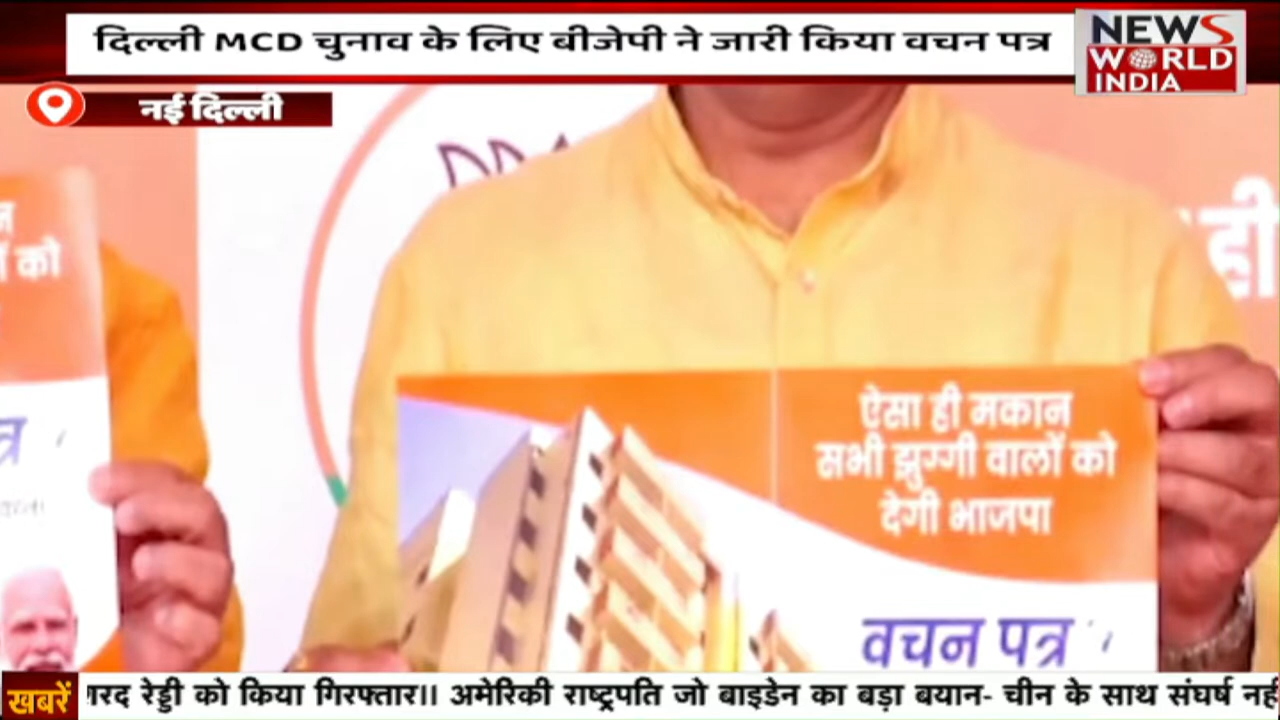 दिल्ली MCD चुनाव के लिए बीजेपी ने जारी किया वचन पत्र
NEWS
WORLD
INDIA
नई दिल्ली
ही
को
ऐसा ही मकान
सभी झुग्गी वालों को
देगी भाजपा
वचन पत्र
खबरें
रेड्डी को किया गिरफ्तार।। अमेरिकी राष्ट्रपति जो बाइडेन का बड़ा बयान- चीन के साथ संघर्ष